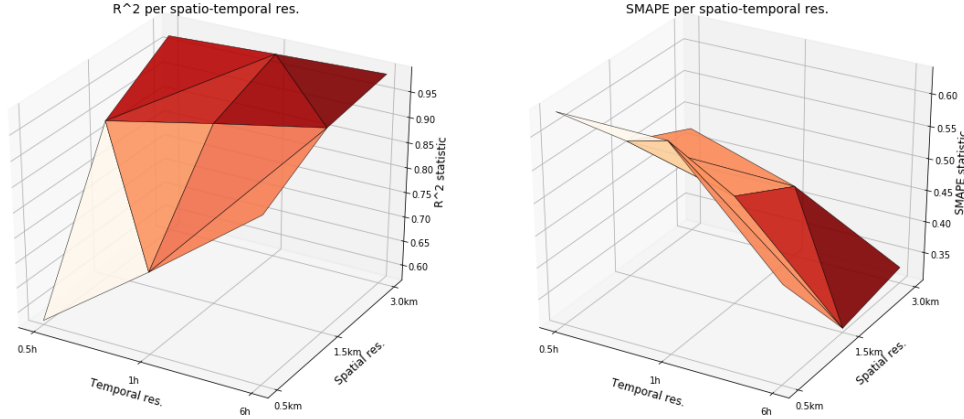 R^2 per spatio-temporal res.
0.95
0.90
0.85
0.80
0.75
0.70
0.65
0.60
R^2 statistic
3.0km
1.5km
0.5km
Spatial res.
0.5h
1h
6h
Temporal res.
SMAPE per spatio-temporal res.
0.60
0.55
0.50
0.45
0.40
0.35
SMAPE statistic
3.0km
1.5km
0.5km
Spatial res.
0.5h
1h
6h
Temporal res.